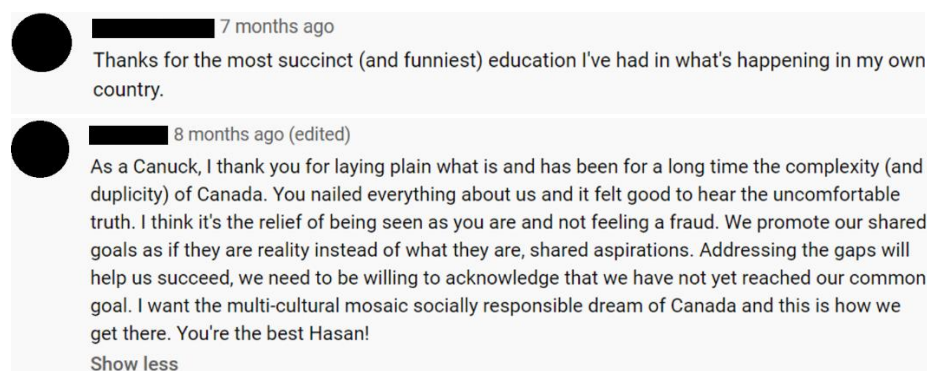 7 months ago
Thanks for the most succinct (and funniest) education I've had in what's happening in my own
country.
8 months ago (edited)
As a Canuck, I thank you for laying plain what is and has been for a long time the complexity (and
duplicity) of Canada. You nailed everything about us and it felt good to hear the uncomfortable
truth. I think it's the relief of being seen as you are and not feeling a fraud. We promote our shared
goals as if they are reality instead of what they are, shared aspirations. Addressing the gaps will
help us succeed, we need to be willing to acknowledge that we have not yet reached our common
goal. I want the multi-cultural mosaic socially responsible dream of Canada and this is how we
get there. You're the best Hasan!
Show less